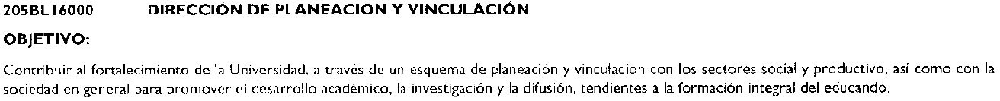 205BL16000 DIRECCIÓN DE PLANEACIÓN Y VINCULACIÓN
OBJETIVO:
Contribuir al fortalecimiento de la Universidad, a través de un esquema de planeación y vinculación con los sectores social y productivo, así como con la
sociedad en general para promover el desarrollo académico, la investigación y la difusión, tendientes a la formación integral del educando.